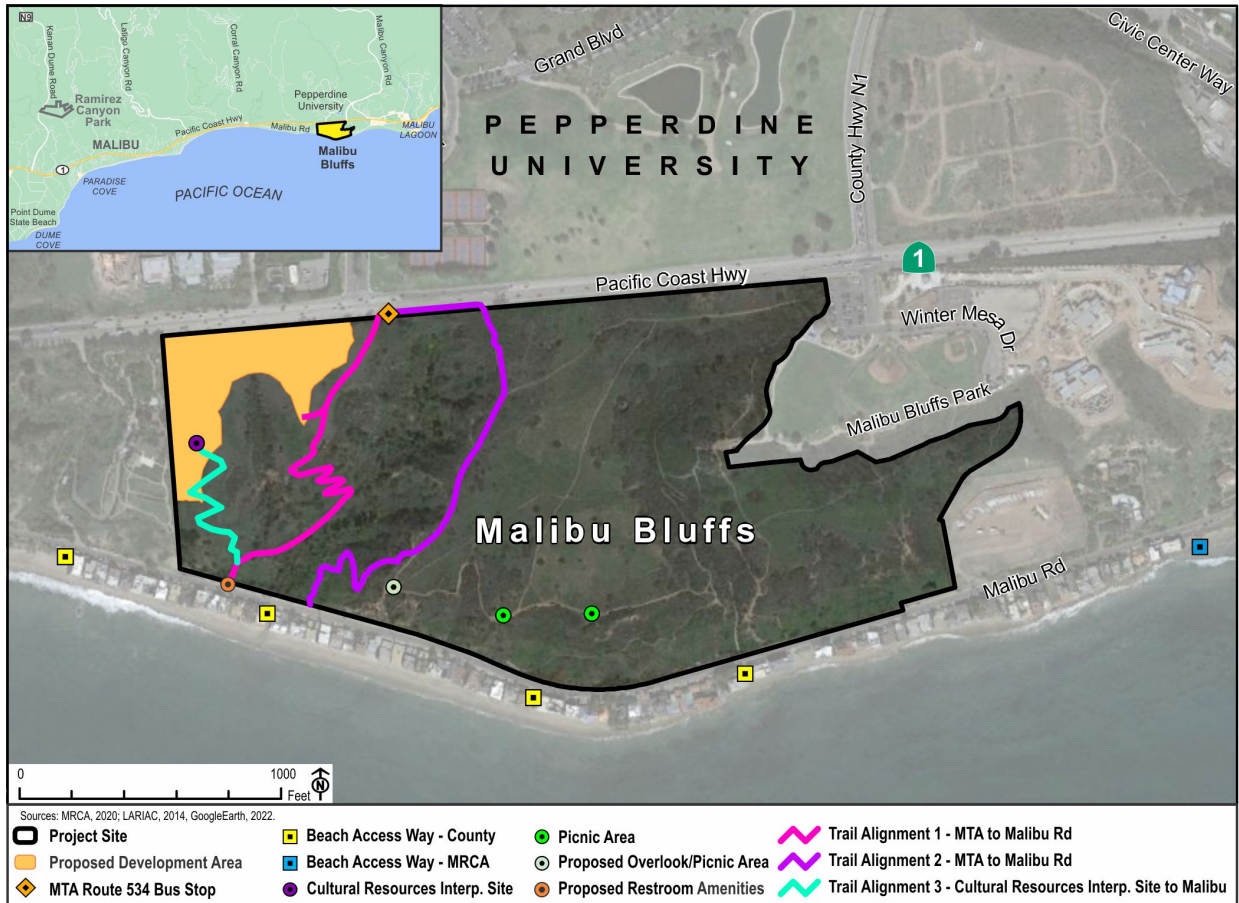 N9
Kanan Dume Road
Latigo Canyon Rd
Corral Canyon Rd
Malibu Canyon Rd
Ramirez
Canyon
Park
Pepperdine
University
Pacific Coast Hwy
Malibu Rd
MALIBU
LAGOON
MALIBU
Malibu
Bluffs
1
PARADISE
COVE
PACIFIC OCEAN
Point Dume
State Beach
DUME
COVE
Grand Blvd
Civic Center Way
PEPPERDINE
UNIVERSITY
County Hwy N1
1
Pacific Coast Hwy
Winter Mesa Dr
Malibu Bluffs Park
Malibu Bluffs
Malibu Rd
0 1000
Feet
N
Sources: MRCA, 2020; LARIAC, 2014, GoogleEarth, 2022.
Project Site
Proposed Development Area
MTA Route 534 Bus Stop
Beach Access Way - County
Beach Access Way - MRCA
Cultural Resources Interp. Site
Picnic Area
Proposed Overlook/Picnic Area
Proposed Restroom Amenities
Trail Alignment 1 - MTA to Malibu Rd
Trail Alignment 2 - MTA to Malibu Rd
Trail Alignment 3 - Cultural Resources Interp. Site to Malibu